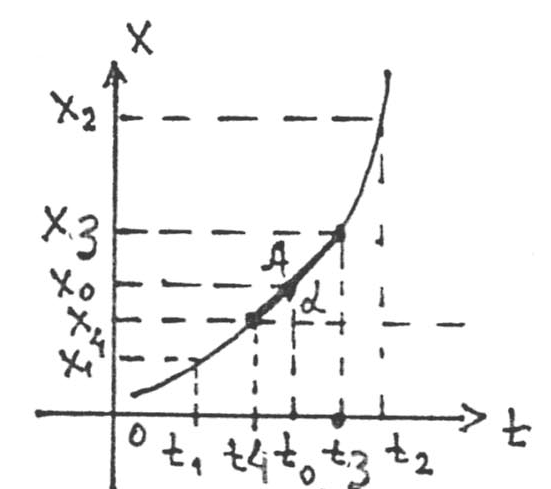 x
x₂
x₃
A
x₀
α
x₄
x₁
0 t₁ t₄ t₀ t₃ t₂ t